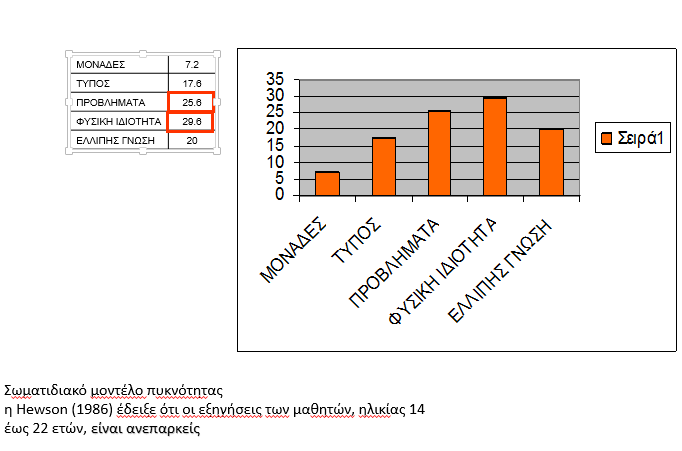 ΜΟΝΑΔΕΣ 7.2
ΤΥΠΟΣ 17.6
ΠΡΟΒΛΗΜΑΤΑ 25.6
ΦΥΣΙΚΗ ΙΔΙΟΤΗΤΑ 29.6
ΕΛΛΙΠΗΣ ΓΝΩΣΗ 20
35
30
25
20
15
10
5
0
ΜΟΝΑΔΕΣ
ΤΥΠΟΣ
ΠΡΟΒΛΗΜΑΤΑ
ΦΥΣΙΚΗ ΙΔΙΟΤΗΤΑ
ΕΛΛΙΠΗΣ ΓΝΩΣΗ
Σειρά1
Σωματιδιακό μοντέλο πυκνότητας
η Hewson (1986) έδειξε ότι οι εξηγήσεις των μαθητών, ηλικίας 14
έως 22 ετών, είναι ανεπαρκείς